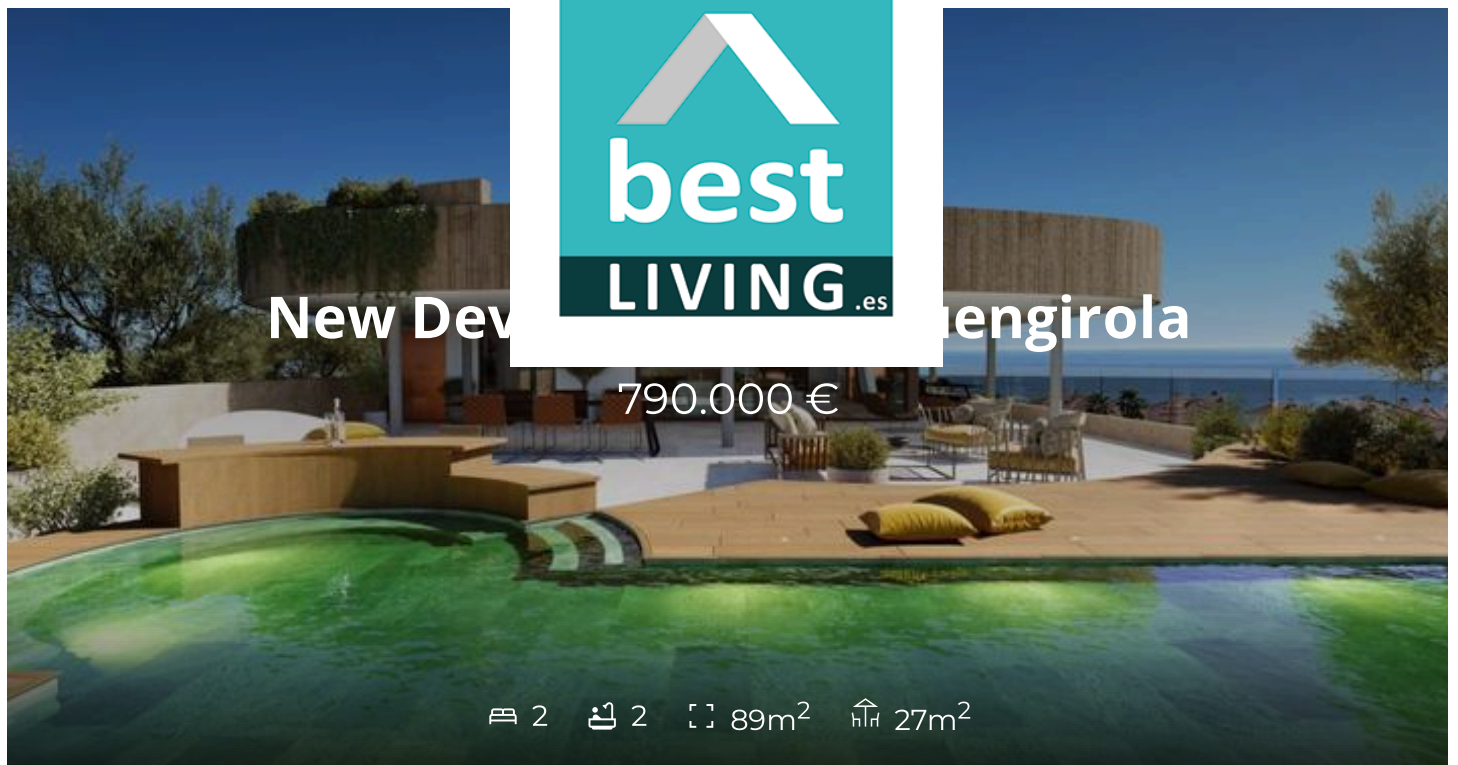 best
LIVING.es
New Dev uengirola
790.000 €
2 2 89m² 27m²